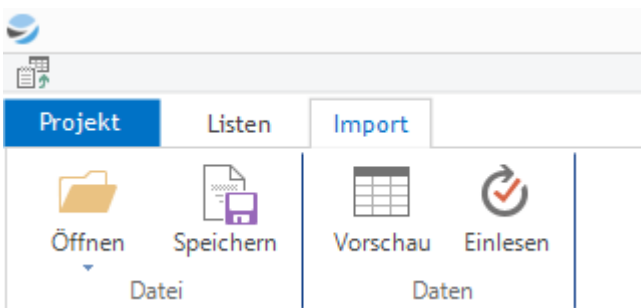 Projekt Listen Import
Öffnen Speichern Vorschau Einlesen
Datei Daten